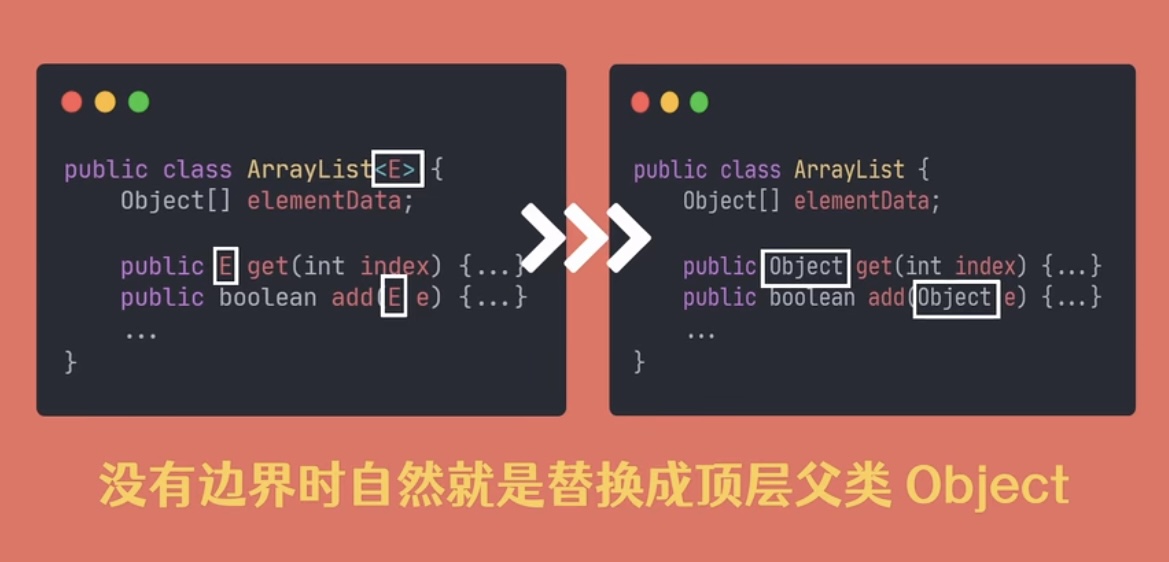 public class ArrayList<E> {
Object[] elementData;
public E get(int index) {...}
public boolean add(E e) {...}
...
}
public class ArrayList {
Object[] elementData;
public Object get(int index) {...}
public boolean add(Object e) {...}
...
}
没有边界时自然就是替换成顶层父类 Object